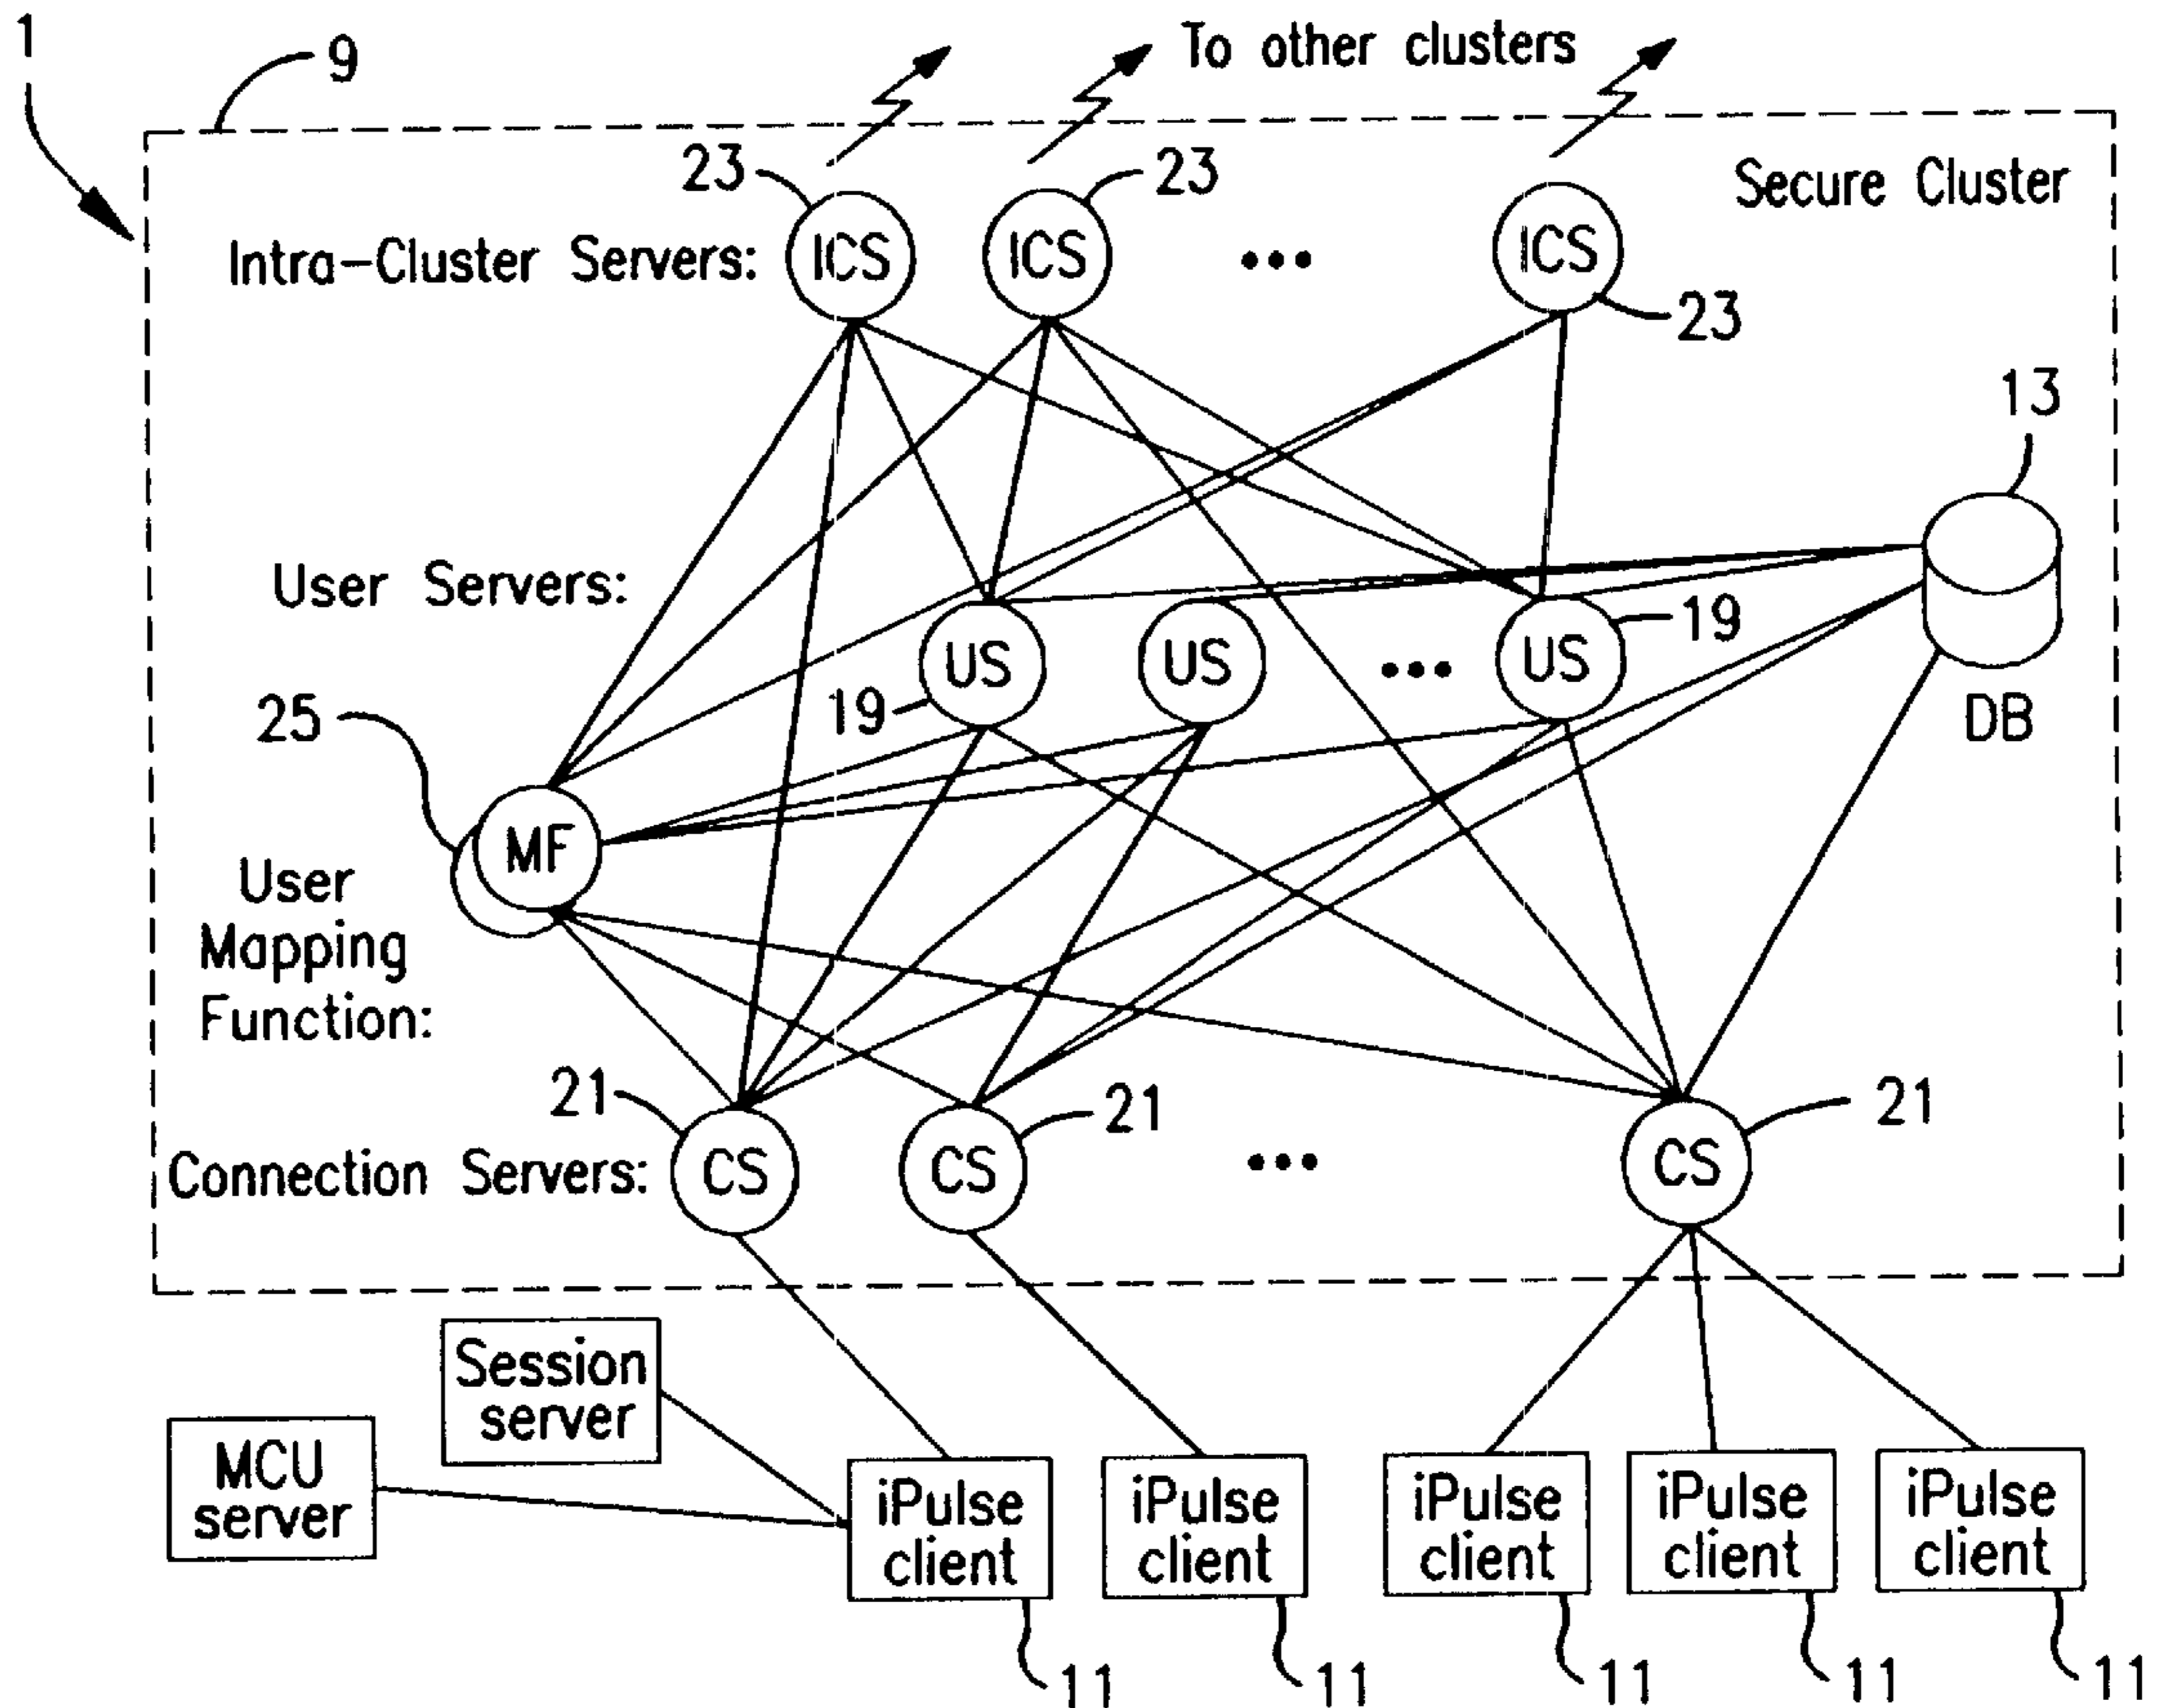 1
9
To other clusters
23
23
Secure Cluster
Intra-Cluster Servers:
ICS
ICS
•••
ICS
23
13
User Servers:
US
US
•••
US
19
19
DB
25
MF
User
Mapping
Function:
21
21
21
Connection Servers:
CS
CS
•••
CS
Session
server
MCU
server
iPulse
client
iPulse
client
iPulse
client
iPulse
client
iPulse
client
11
11
11
11
11